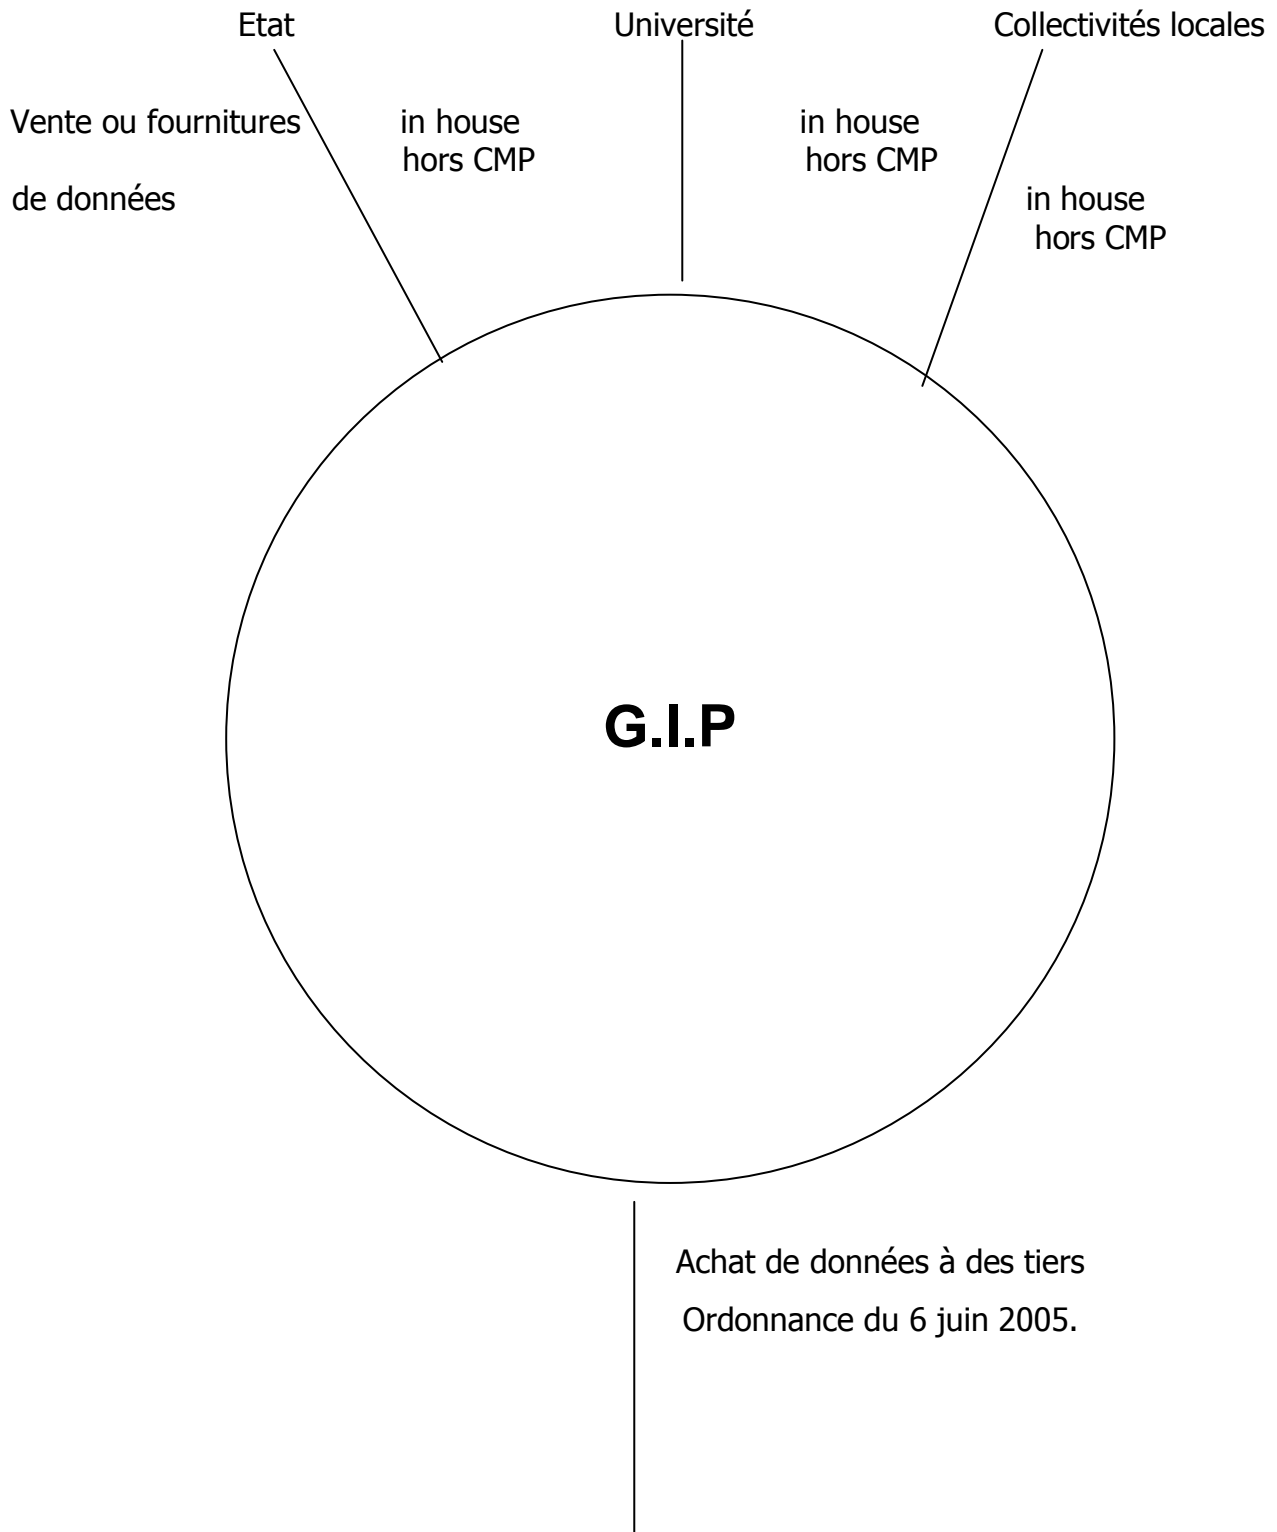 Etat
Université
Collectivités locales
Vente ou fournitures
in house
in house
hors CMP
hors CMP
de données
in house
hors CMP
G.I.P
Achat de données à des tiers
Ordonnance du 6 juin 2005.